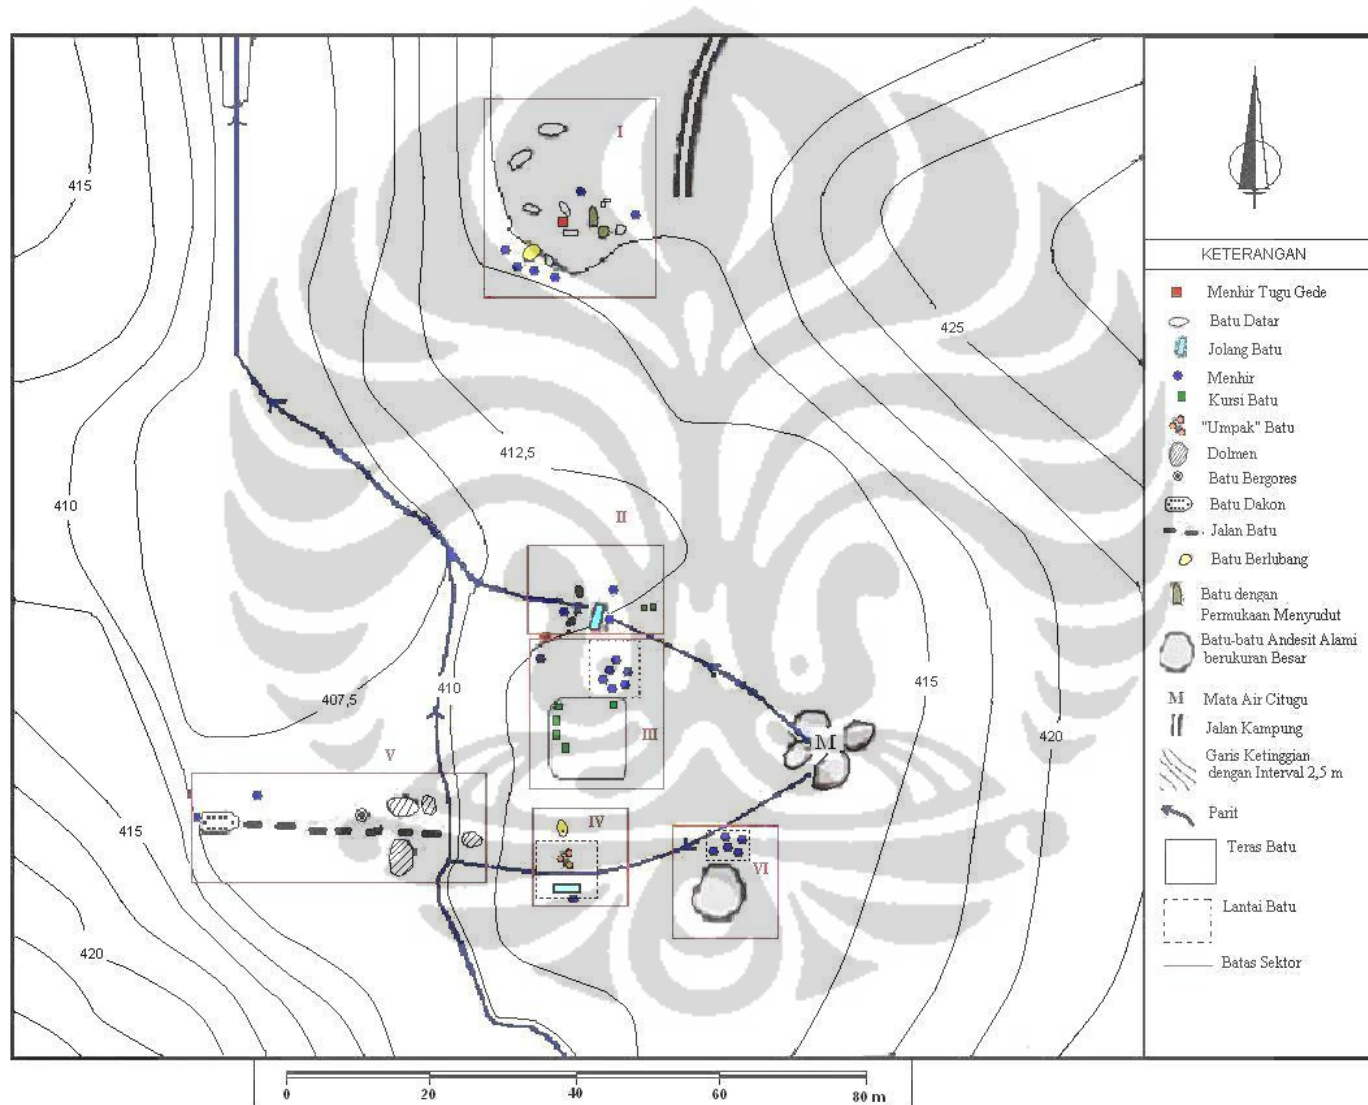 I
415
425
412,5
410
II
415
410
407,5
III
M
420
V
415
IV
VI
420
0 20 40 60 80 m
KETERANGAN
Menhir Tugu Gede
Batu Datar
Jolang Batu
Menhir
Kursi Batu
"Umpak" Batu
Dolmen
Batu Bergores
Batu Dakon
Jalan Batu
Batu Berlubang
Batu dengan
Permukaan Menyudut
Batu-batu Andesit Alami
berukuran Besar
M Mata Air Citugu
Jalan Kampung
Garis Ketinggian
dengan Interval 2,5 m
Parit
Teras Batu
Lantai Batu
Batas Sektor